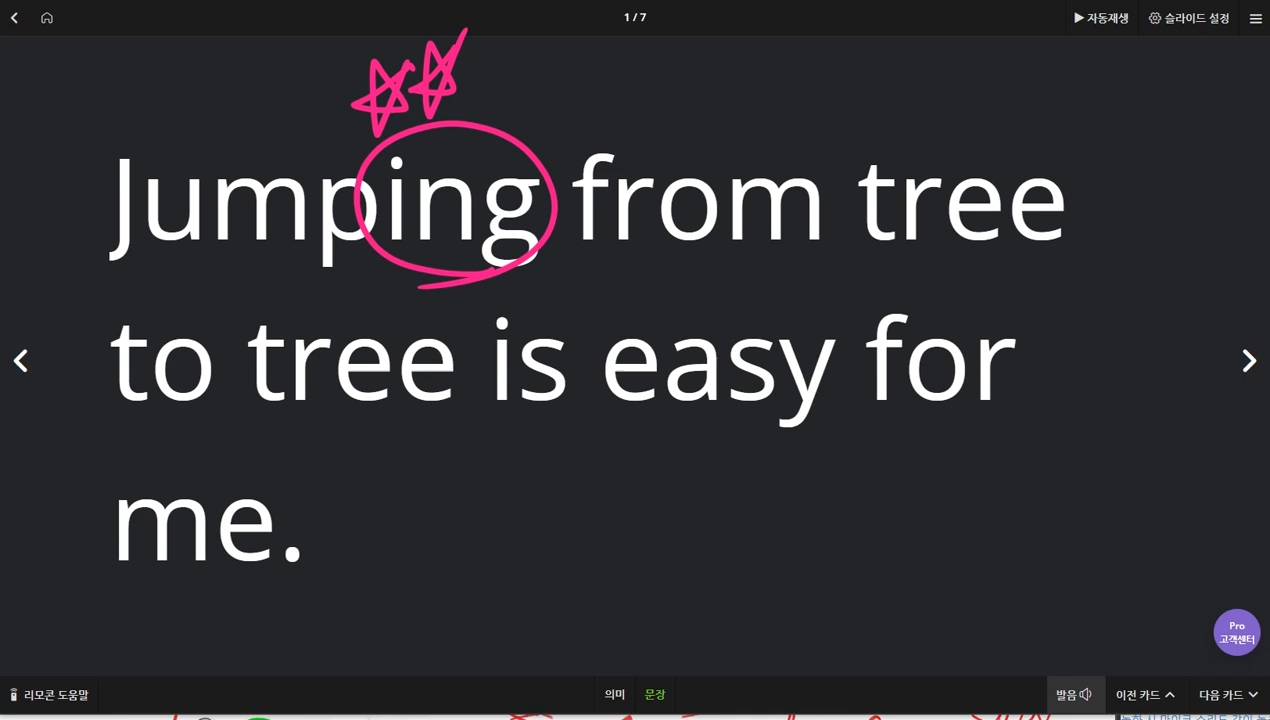 1 / 7
▶자동재생
슬라이드 설정
Jumping from tree
to tree is easy for
me.
Pro
고객센터
리모콘 도움말
의미
문장
발음
이전 카드
다음 카드